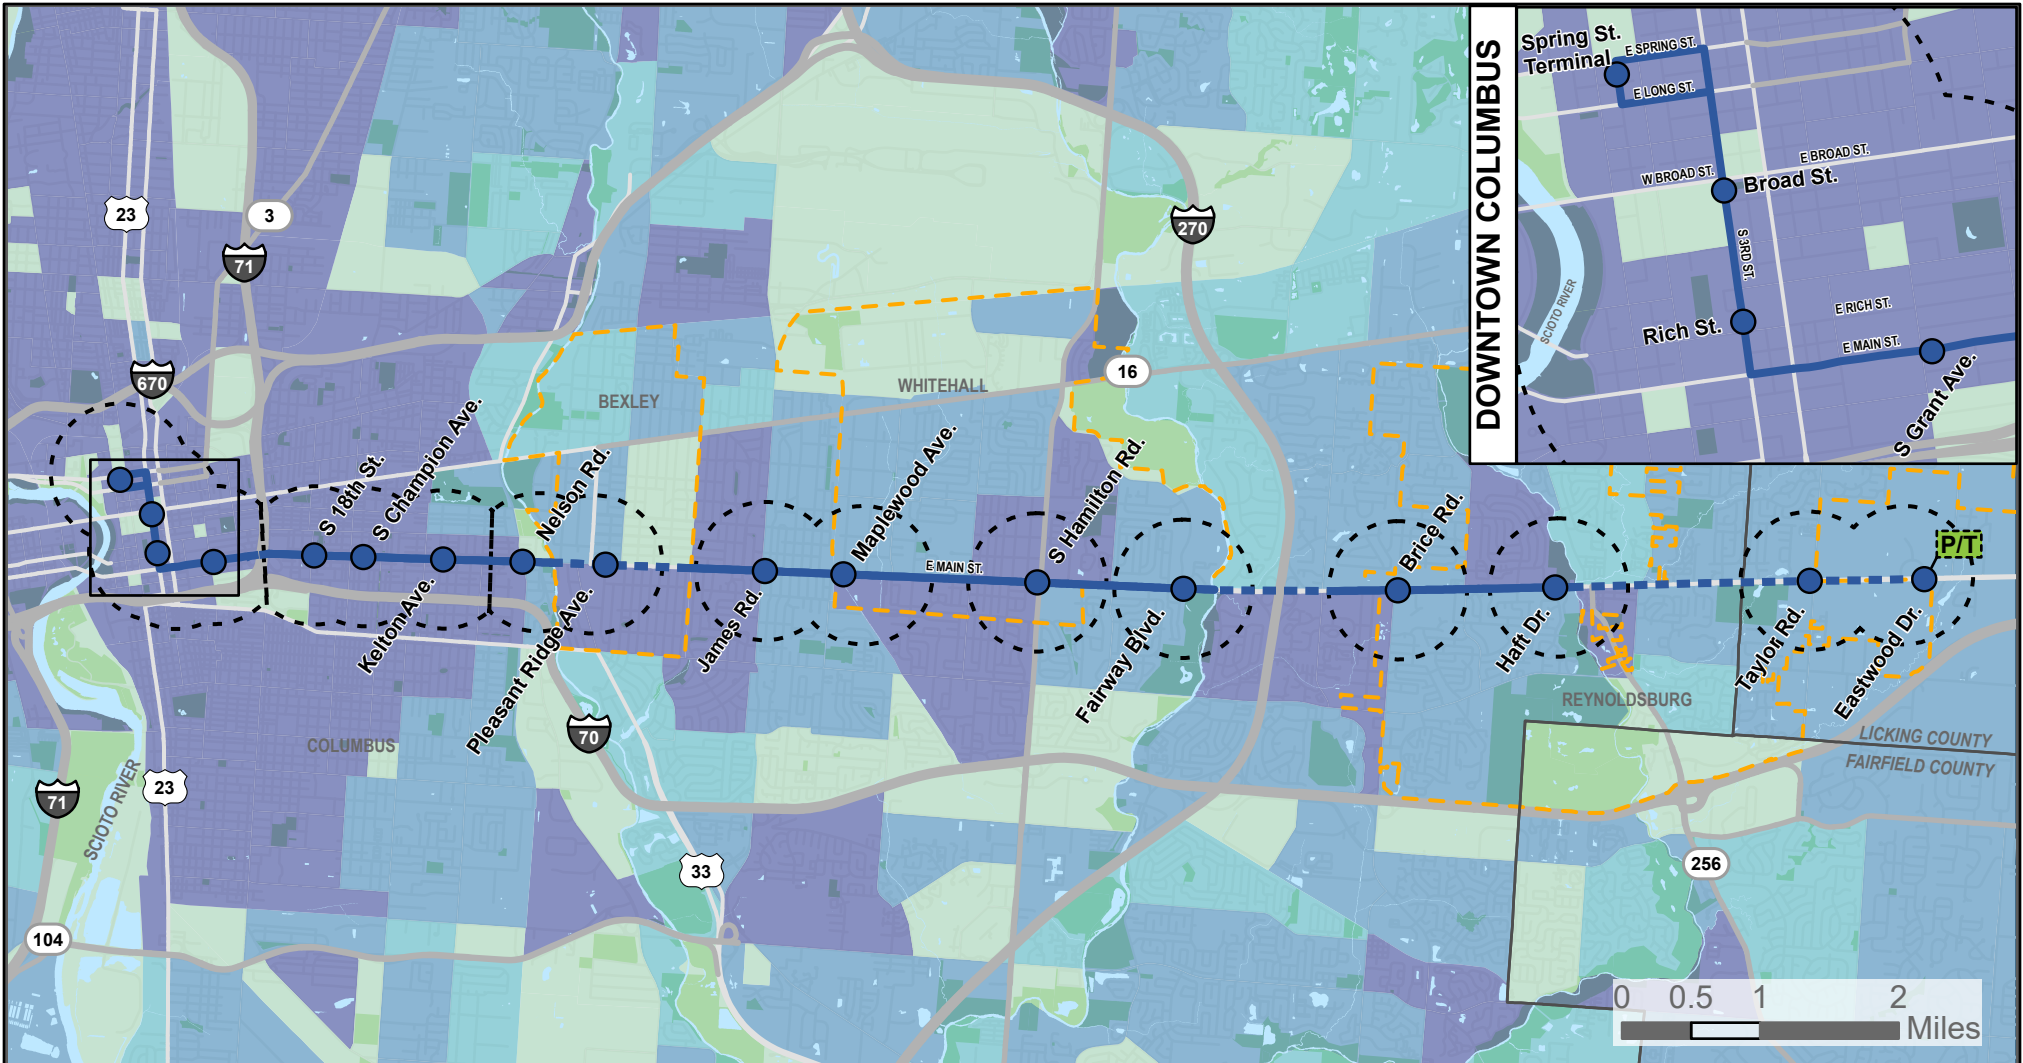 DOWNTOWN COLUMBUS
Spring St.
Terminal
E SPRING ST.
E LONG ST.
W BROAD ST.
E BROAD ST.
Broad St.
S 3RD ST.
SCIOTO RIVER
Rich St.
E RICH ST.
E MAIN ST.
S Grant Ave.
23
3
71
270
670
16
WHITEHALL
BEXLEY
S 18th St.
S Champion Ave.
Nelson Rd.
Maplewood Ave.
S Hamilton Rd.
Brice Rd.
P/T
E MAIN ST.
Kelton Ave.
Pleasant Ridge Ave.
James Rd.
Fairway Blvd.
Haft Dr.
Taylor Rd.
Eastwood Dr.
REYNOLDSBURG
COLUMBUS
LICKING COUNTY
FAIRFIELD COUNTY
70
71
23
SCIOTO RIVER
33
256
104
0 0.5 1 2
Miles